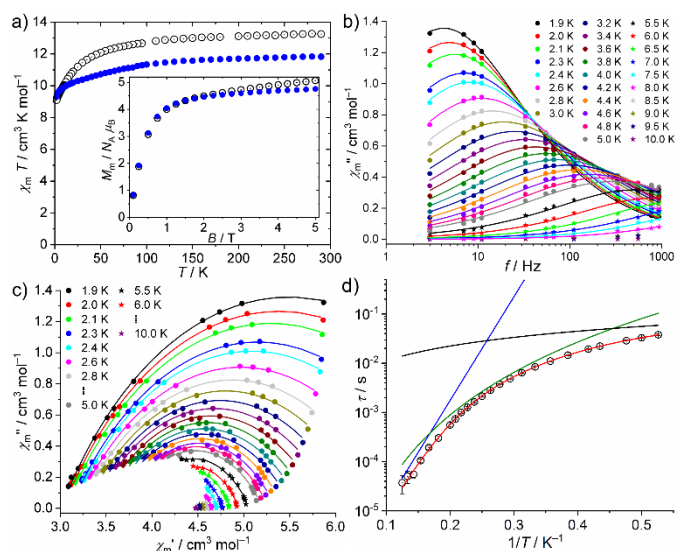 a)
χm T / cm³ K mol⁻¹
14
12
10
8
6
4
2
0
0 50 100 150 200 250 300
T / K
Mm / NA μB
5
4
3
2
1
0
0 1 2 3 4 5
B / T
b)
χm'' / cm³ mol⁻¹
1.4
1.2
1.0
0.8
0.6
0.4
0.2
0.0
1 10 100 1000
f / Hz
1.9 K 3.2 K 5.5 K
2.0 K 3.4 K 6.0 K
2.1 K 3.6 K 6.5 K
2.3 K 3.8 K 7.0 K
2.4 K 4.0 K 7.5 K
2.6 K 4.2 K 8.0 K
2.8 K 4.4 K 8.5 K
3.0 K 4.6 K 9.0 K
4.8 K 9.5 K
5.0 K 10.0 K
c)
χm'' / cm³ mol⁻¹
1.4
1.2
1.0
0.8
0.6
0.4
0.2
0.0
3.0 3.5 4.0 4.5 5.0 5.5 6.0
χm' / cm³ mol⁻¹
1.9 K 5.5 K
2.0 K 6.0 K
2.1 K ⋮
2.3 K 10.0 K
2.4 K
2.6 K
2.8 K
⋮
5.0 K
d)
τ / s
10⁻¹
10⁻²
10⁻³
10⁻⁴
10⁻⁵
0.1 0.2 0.3 0.4 0.5 0.6
1/T / K⁻¹